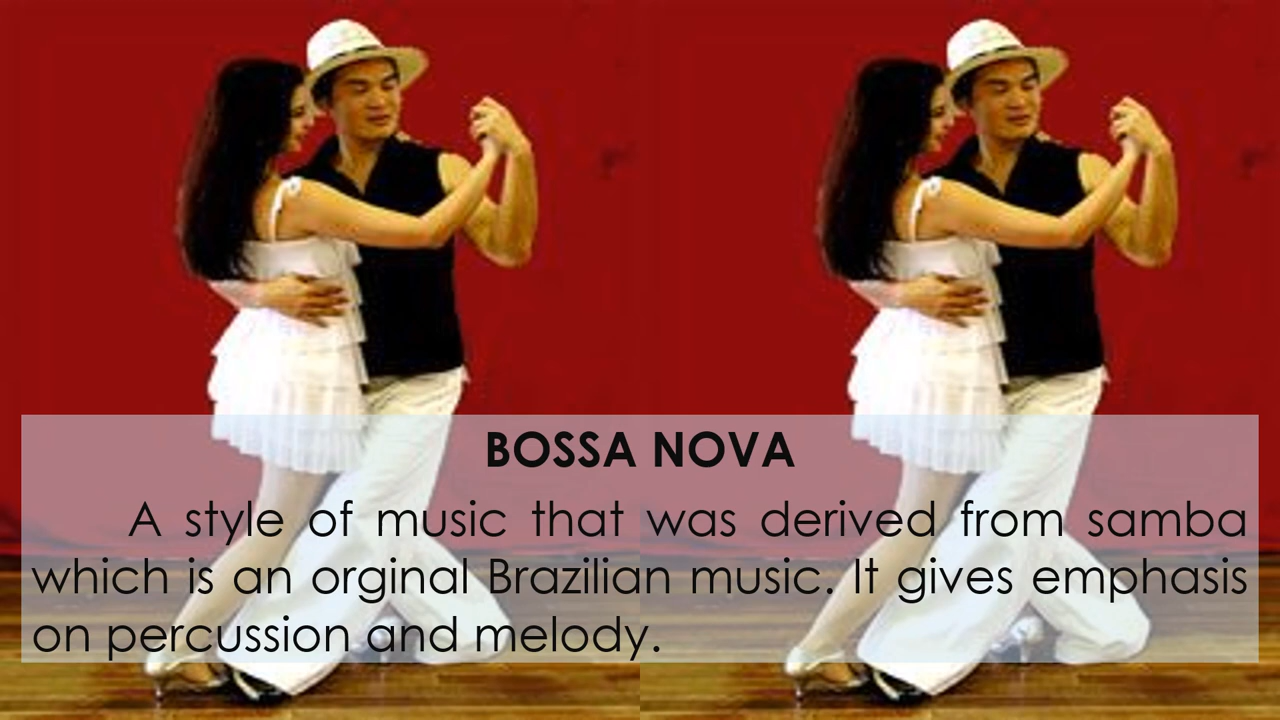 BOSSA NOVA
A style of music that was derived from samba
which is an orginal Brazilian music. It gives emphasis
on percussion and melody.